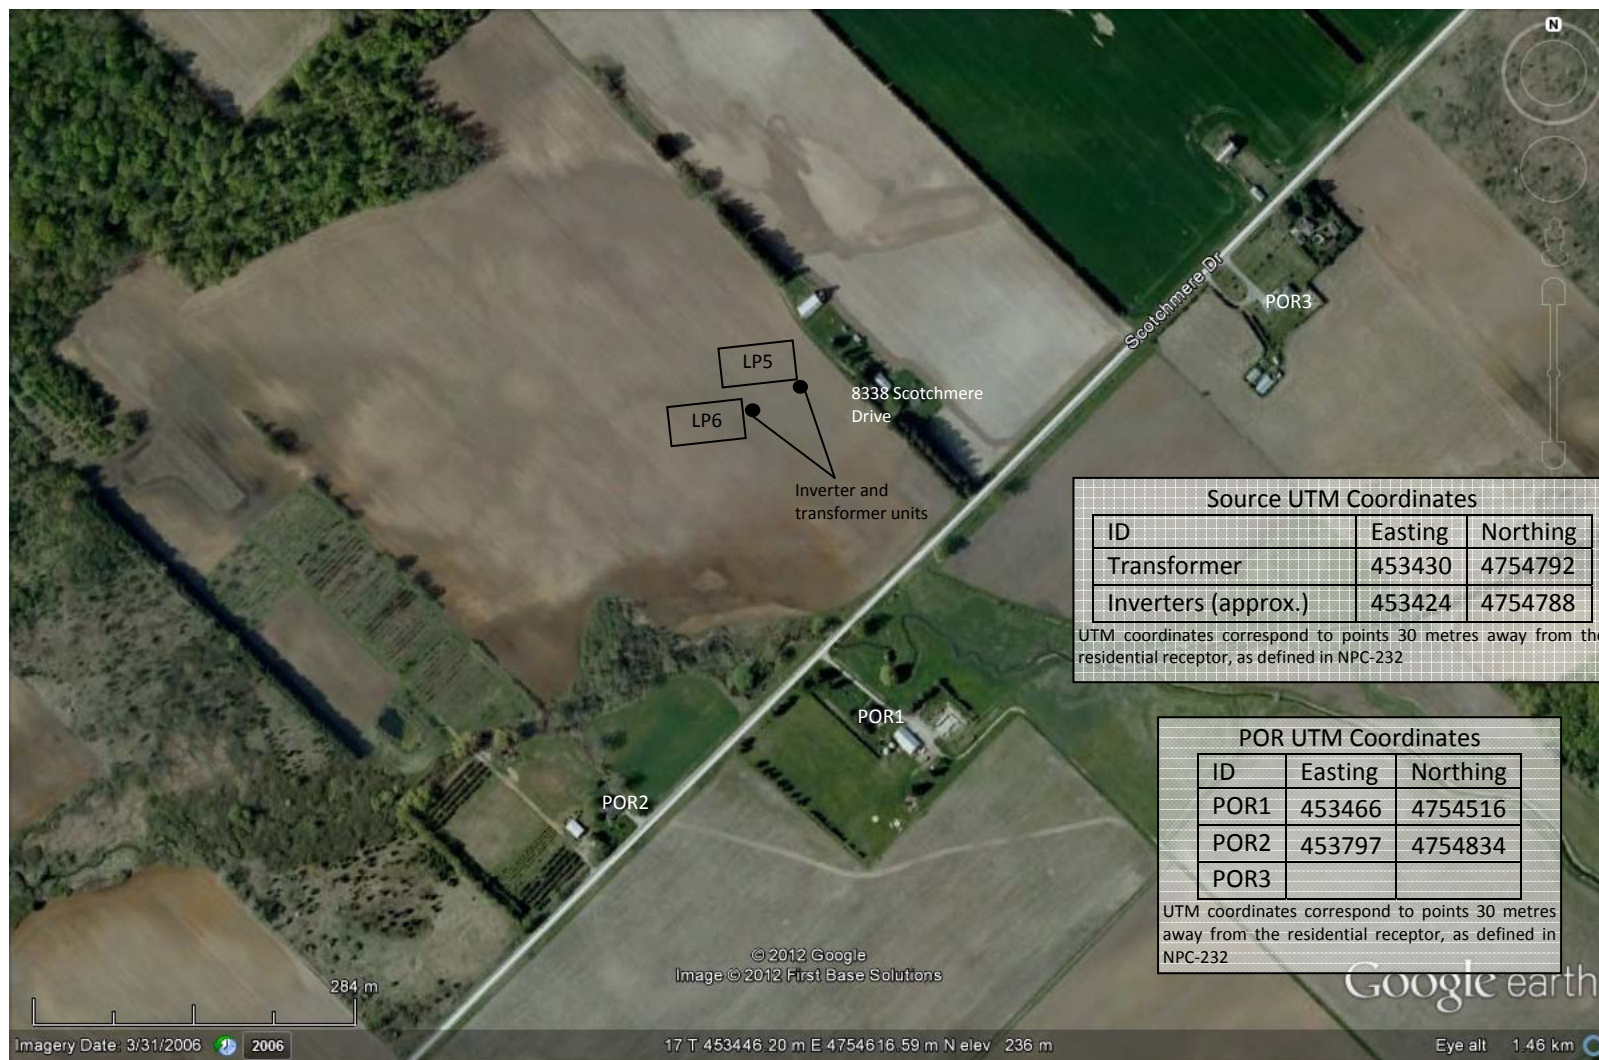 N
Scotchmere Dr
POR3
LP5
LP6
8338 Scotchmere
Drive
Inverter and
transformer units
Source UTM Coordinates
ID Easting Northing
Transformer 453430 4754792
Inverters (approx.) 453424 4754788
UTM coordinates correspond to points 30 metres away from the
residential receptor, as defined in NPC-232
POR1
POR2
POR UTM Coordinates
ID Easting Northing
POR1 453466 4754516
POR2 453797 4754834
POR3
UTM coordinates correspond to points 30 metres
away from the residential receptor, as defined in
NPC-232
© 2012 Google
Image © 2012 First Base Solutions
Google earth
284 m
Imagery Date: 3/31/2006 2006 17 T 453446.20 m E 4754616.59 m N elev 236 m Eye alt 1.46 km